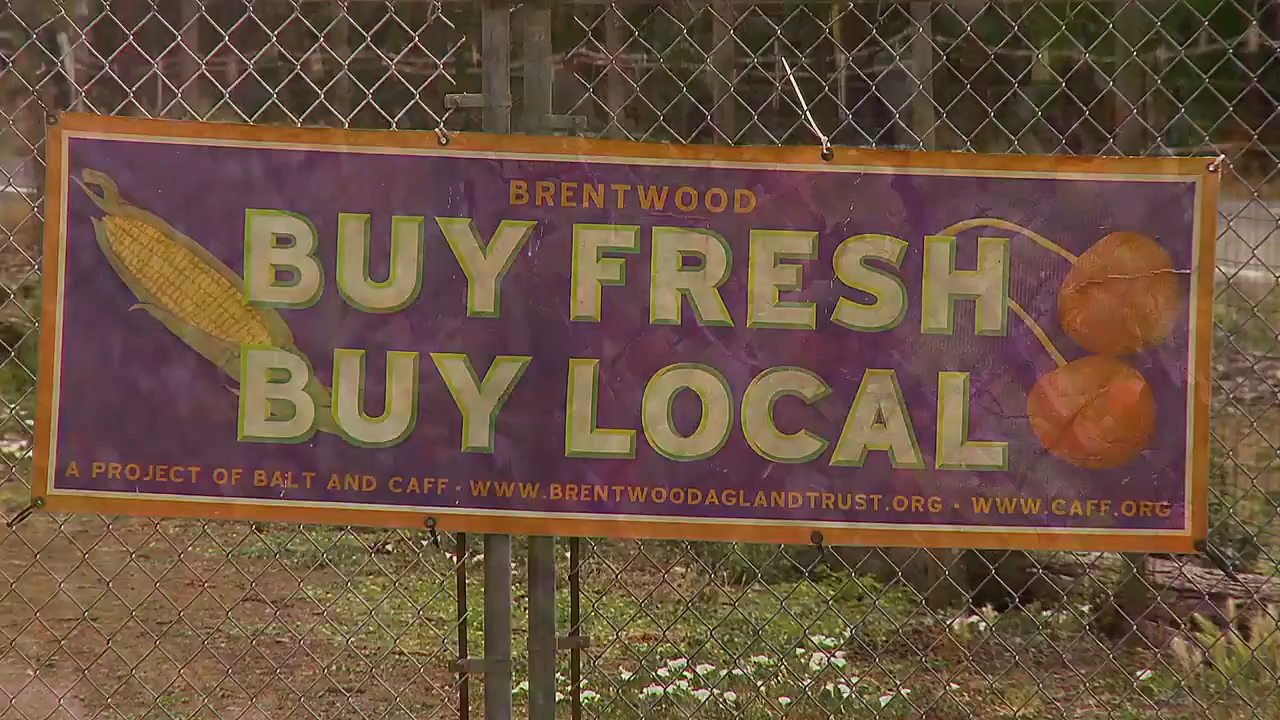 BRENTWOOD
BUY FRESH
BUY LOCAL
A PROJECT OF BALT AND CAFF · WWW.BRENTWOODAGLANDTRUST.ORG · WWW.CAFF.ORG